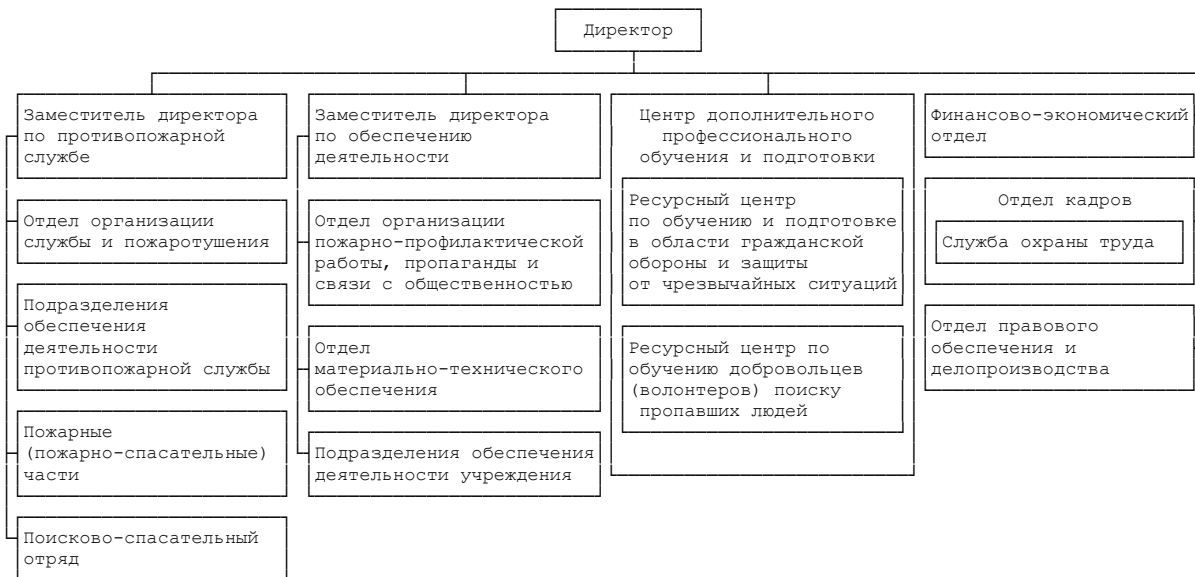 Директор
Заместитель директора
по противопожарной
службе
Отдел организации
службы и пожаротушения
Подразделения
обеспечения
деятельности
противопожарной службы
Пожарные
(пожарно-спасательные)
части
Поисково-спасательный
отряд
Заместитель директора
по обеспечению
деятельности
Отдел организации
пожарно-профилактической
работы, пропаганды и
связи с общественностью
Отдел
материально-технического
обеспечения
Подразделения обеспечения
деятельности учреждения
Центр дополнительного
профессионального
обучения и подготовки
Ресурсный центр
по обучению и подготовке
в области гражданской
обороны и защиты
от чрезвычайных ситуаций
Ресурсный центр по
обучению добровольцев
(волонтеров) поиску
пропавших людей
Финансово-экономический
отдел
Отдел кадров
Служба охраны труда
Отдел правового
обеспечения и
делопроизводства